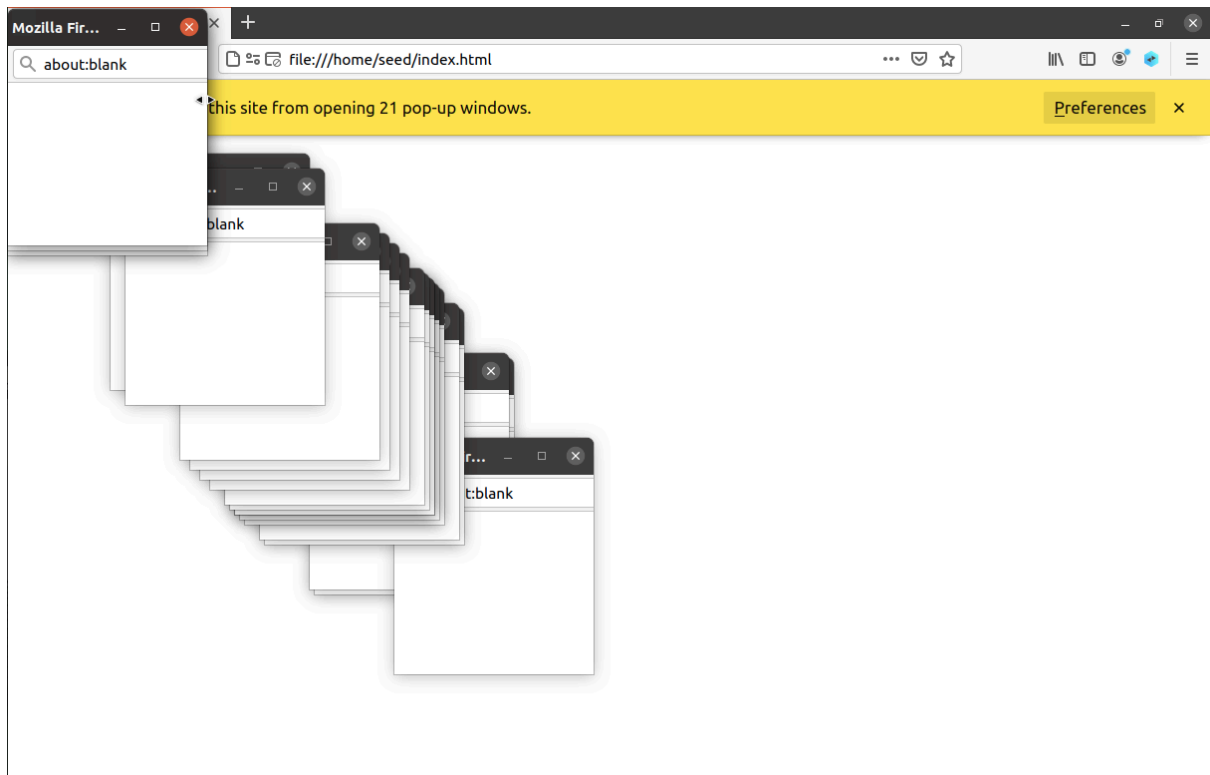 Mozilla Fir...
about:blank
file:///home/seed/index.html
this site from opening 21 pop-up windows.
Preferences
blank
r...
t:blank